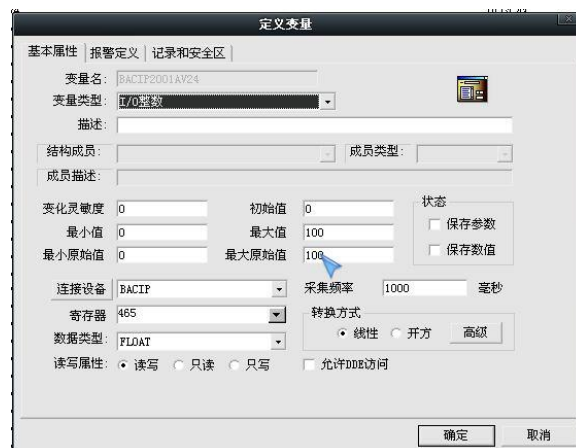 定义变量
基本属性 报警定义 记录和安全区
变量名: BACIP2001AV24
变量类型: I/O整数
描述:
结构成员: 成员类型:
成员描述:
变化灵敏度 0 初始值 0 状态
最小值 0 最大值 100 保存参数
最小原始值 0 最大原始值 100 保存数值
连接设备 BACIP 采集频率 1000 毫秒
寄存器 465 转换方式
数据类型: FLOAT 线性 开方 高级
读写属性: 读写 只读 只写 允许DDE访问
确定 取消